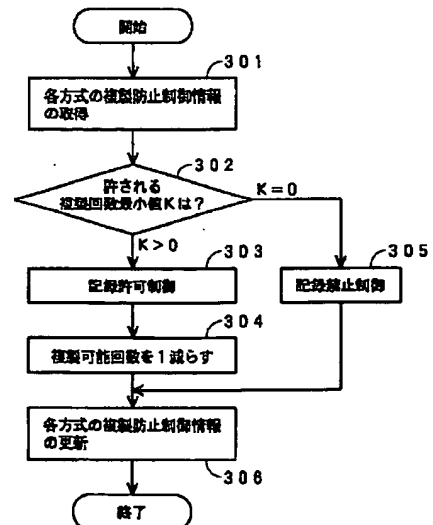 開始
301
各方式の複製防止制御情報
の取得
302
許される
複製回数最小値Kは？
K=0
K>0
303
記録許可制御
305
記録禁止制御
304
複製可能回数を1減らす
各方式の複製防止制御情報
の更新
306
終了